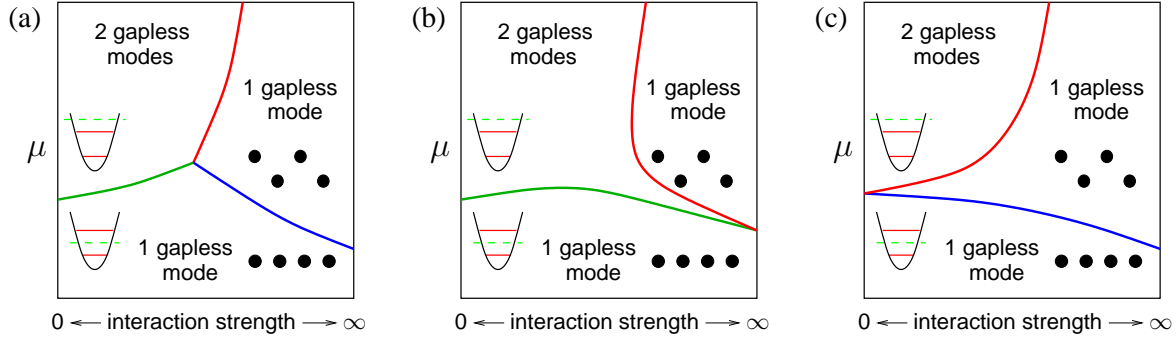 (a)
2 gapless
modes
1 gapless
mode
μ
1 gapless
mode
0 ← interaction strength → ∞
(b)
2 gapless
modes
1 gapless
mode
μ
1 gapless
mode
0 ← interaction strength → ∞
(c)
2 gapless
modes
1 gapless
mode
μ
1 gapless
mode
0 ← interaction strength → ∞